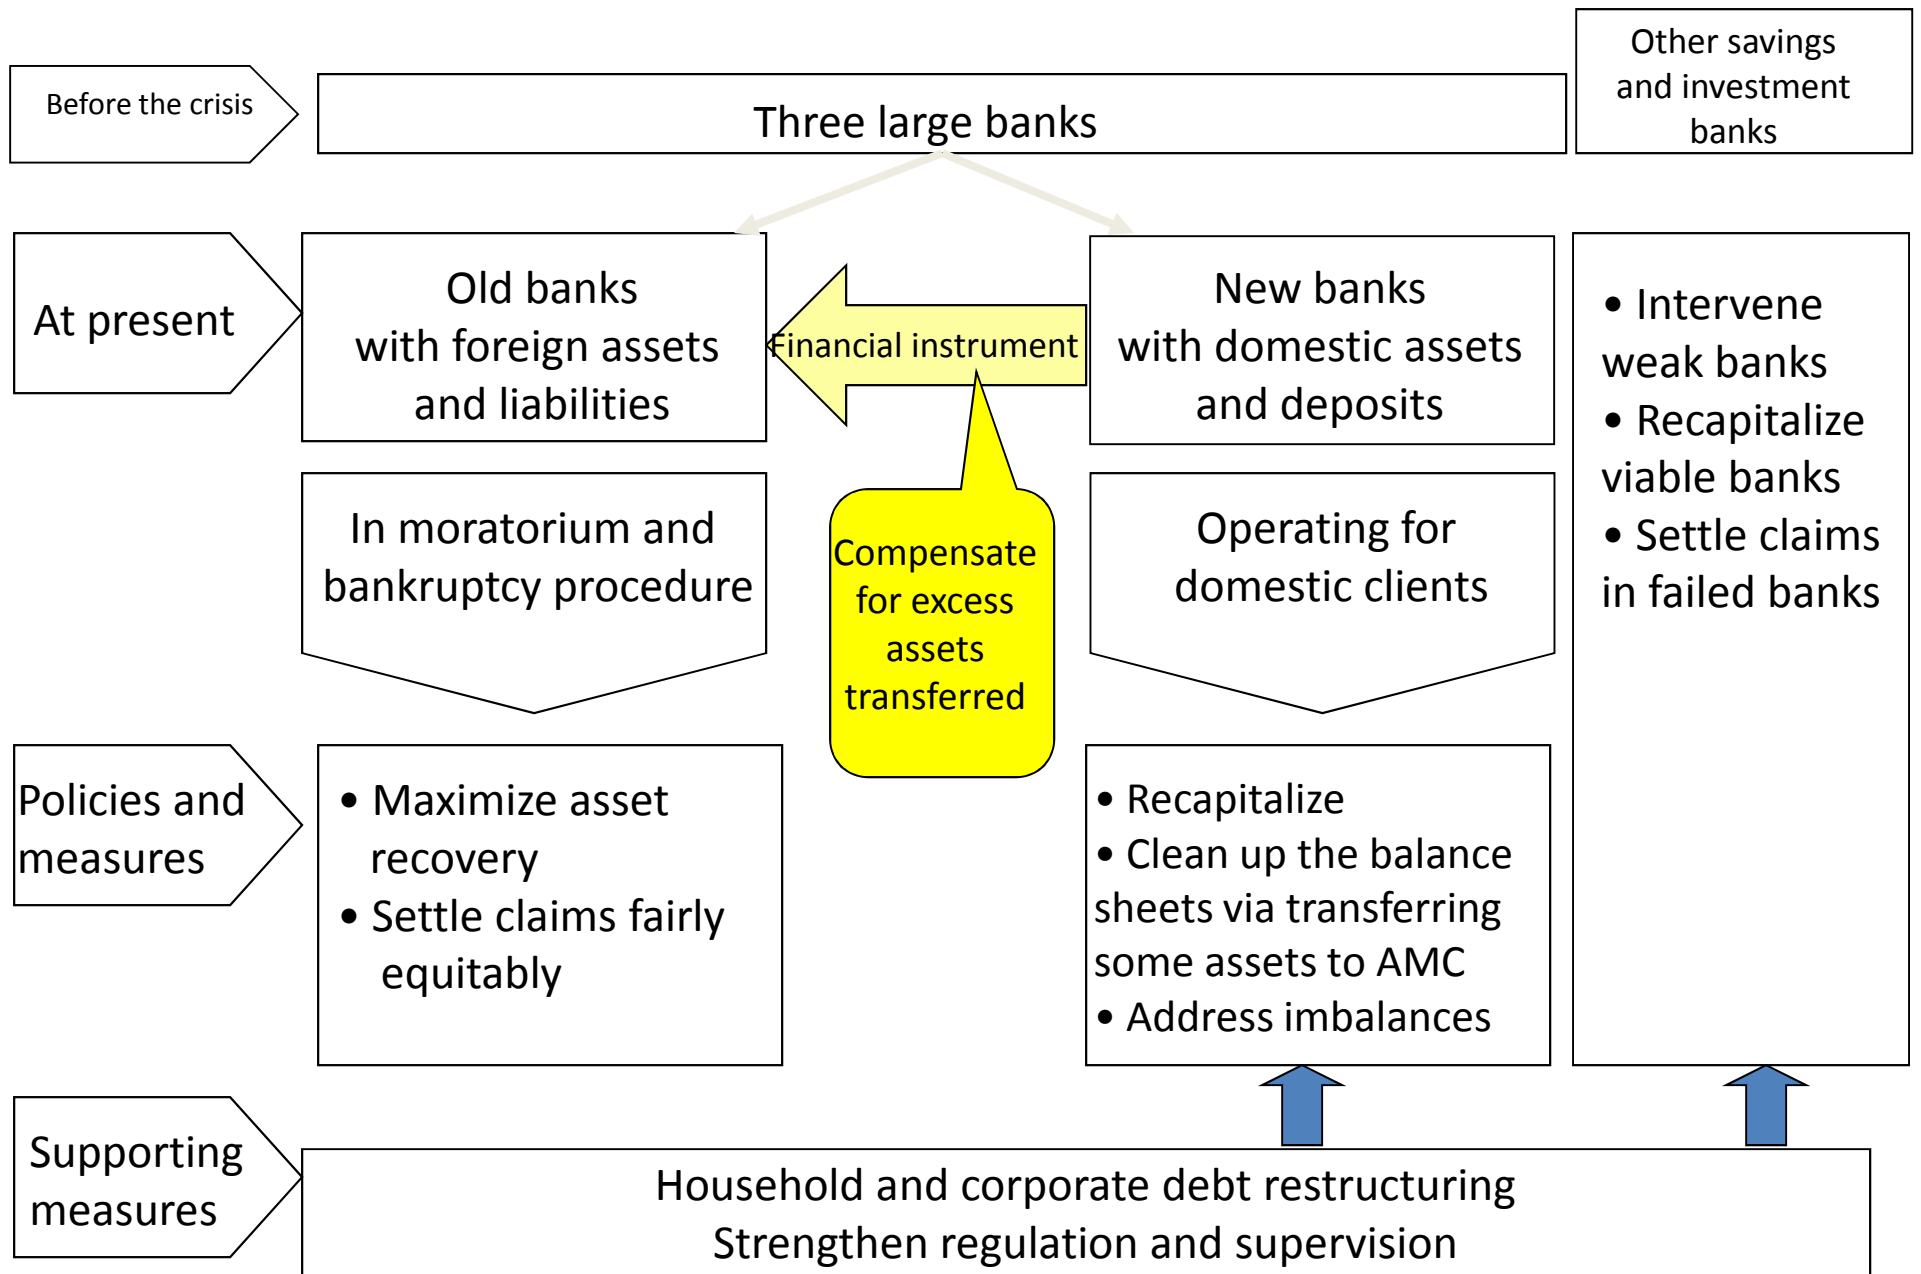 Before the crisis
Three large banks
Other savings
and investment
banks
At present
Old banks
with foreign assets
and liabilities
Financial instrument
New banks
with domestic assets
and deposits
• Intervene
weak banks
• Recapitalize
viable banks
• Settle claims
in failed banks
In moratorium and
bankruptcy procedure
Compensate
for excess
assets
transferred
Operating for
domestic clients
Policies and
measures
• Maximize asset
recovery
• Settle claims fairly
equitably
• Recapitalize
• Clean up the balance
sheets via transferring
some assets to AMC
• Address imbalances
Supporting
measures
Household and corporate debt restructuring
Strengthen regulation and supervision